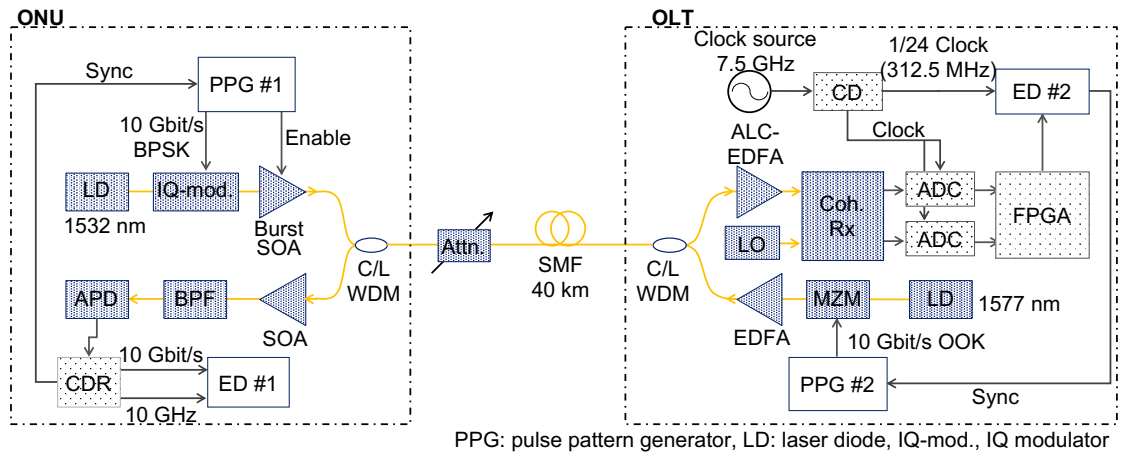 ONU
OLT
Sync
PPG #1
10 Gbit/s
BPSK
Enable
LD
IQ-mod.
1532 nm
Burst
SOA
APD
BPF
SOA
C/L
WDM
CDR
10 Gbit/s
10 GHz
ED #1
Attn.
SMF
40 km
Clock source
7.5 GHz
1/24 Clock
(312.5 MHz)
CD
ED #2
Clock
ALC-
EDFA
ADC
Coh.
Rx
FPGA
LO
ADC
C/L
WDM
EDFA
MZM
LD
1577 nm
10 Gbit/s OOK
PPG #2
Sync
PPG: pulse pattern generator, LD: laser diode, IQ-mod., IQ modulator